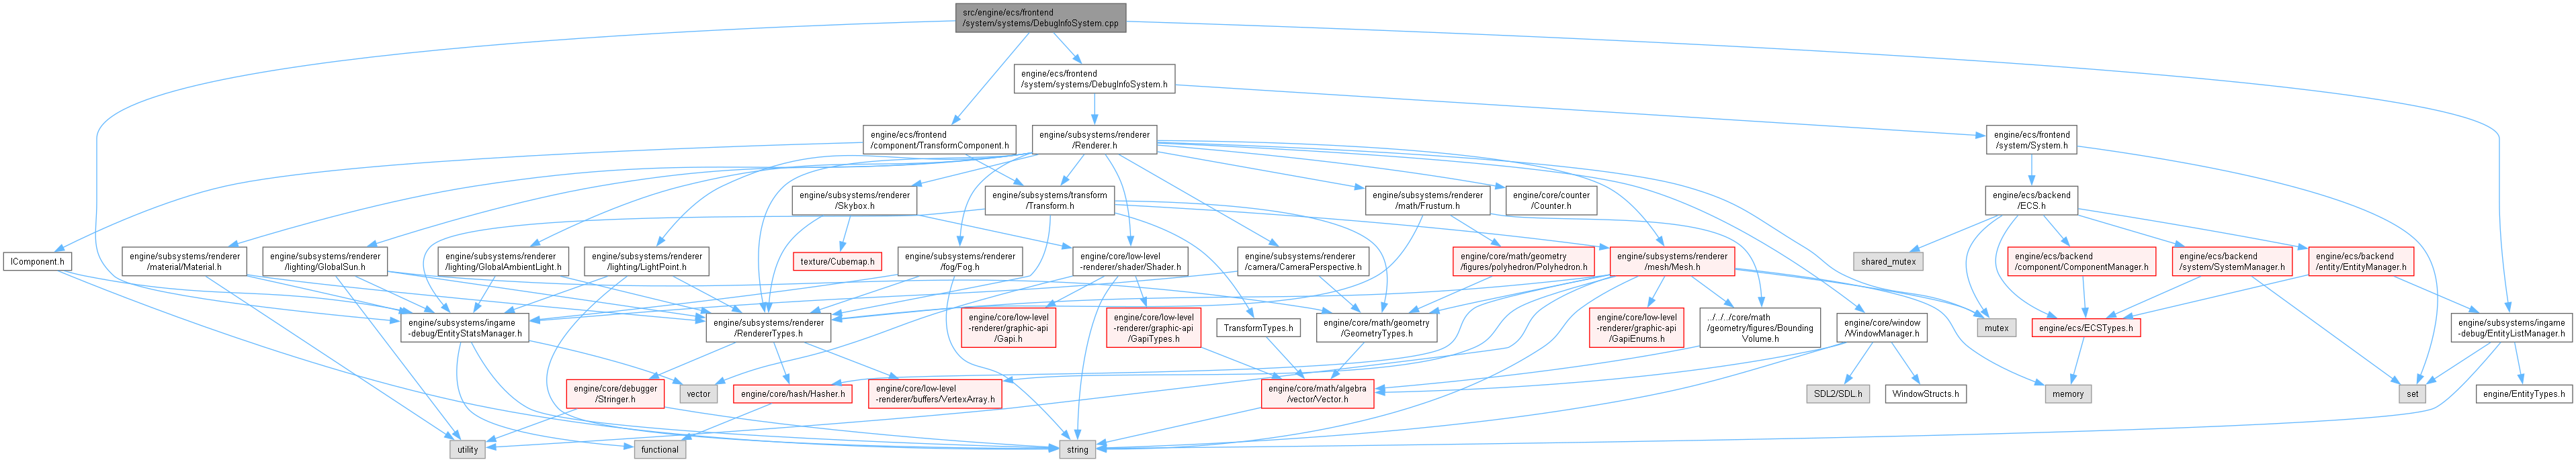 src/engine/ecs/frontend
/system/systems/DebugInfoSystem.cpp
engine/ecs/frontend
/system/systems/DebugInfoSystem.h
engine/ecs/frontend
/component/TransformComponent.h
engine/subsystems/renderer
/Renderer.h
engine/ecs/frontend
/system/System.h
engine/subsystems/renderer
/Skybox.h
engine/subsystems/transform
/Transform.h
engine/subsystems/renderer
/math/Frustum.h
engine/core/counter
/Counter.h
engine/ecs/backend
/ECS.h
IComponent.h
engine/subsystems/renderer
/material/Material.h
engine/subsystems/renderer
/lighting/GlobalSun.h
engine/subsystems/renderer
/lighting/GlobalAmbientLight.h
engine/subsystems/renderer
/lighting/LightPoint.h
texture/Cubemap.h
engine/subsystems/renderer
/fog/Fog.h
engine/core/low-level
-renderer/shader/Shader.h
engine/subsystems/renderer
/camera/CameraPerspective.h
engine/core/math/geometry
/figures/polyhedron/Polyhedron.h
engine/subsystems/renderer
/mesh/Mesh.h
shared_mutex
engine/ecs/backend
/component/ComponentManager.h
engine/ecs/backend
/system/SystemManager.h
engine/ecs/backend
/entity/EntityManager.h
engine/subsystems/ingame
-debug/EntityStatsManager.h
engine/subsystems/renderer
/RendererTypes.h
engine/core/low-level
-renderer/graphic-api
/Gapi.h
engine/core/low-level
-renderer/graphic-api
/GapiTypes.h
TransformTypes.h
engine/core/math/geometry
/GeometryTypes.h
engine/core/low-level
-renderer/graphic-api
/GapiEnums.h
../../../core/math
/geometry/figures/Bounding
Volume.h
engine/core/window
/WindowManager.h
mutex
engine/ecs/ECSTypes.h
engine/subsystems/ingame
-debug/EntityListManager.h
engine/core/debugger
/Stringer.h
vector
engine/core/hash/Hasher.h
engine/core/low-level
-renderer/buffers/VertexArray.h
engine/core/math/algebra
/vector/Vector.h
SDL2/SDL.h
WindowStructs.h
memory
set
engine/EntityTypes.h
utility
functional
string